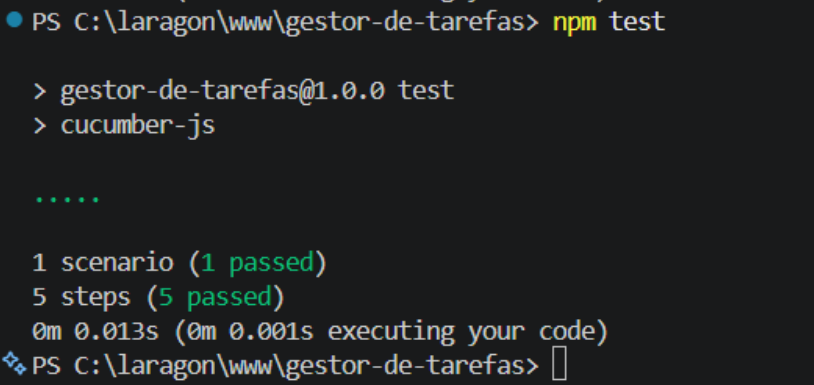 PS C:\laragon\www\gestor-de-tarefas> npm test
> gestor-de-tarefas@1.0.0 test
> cucumber-js
.....
1 scenario (1 passed)
5 steps (5 passed)
0m 0.013s (0m 0.001s executing your code)
PS C:\laragon\www\gestor-de-tarefas>